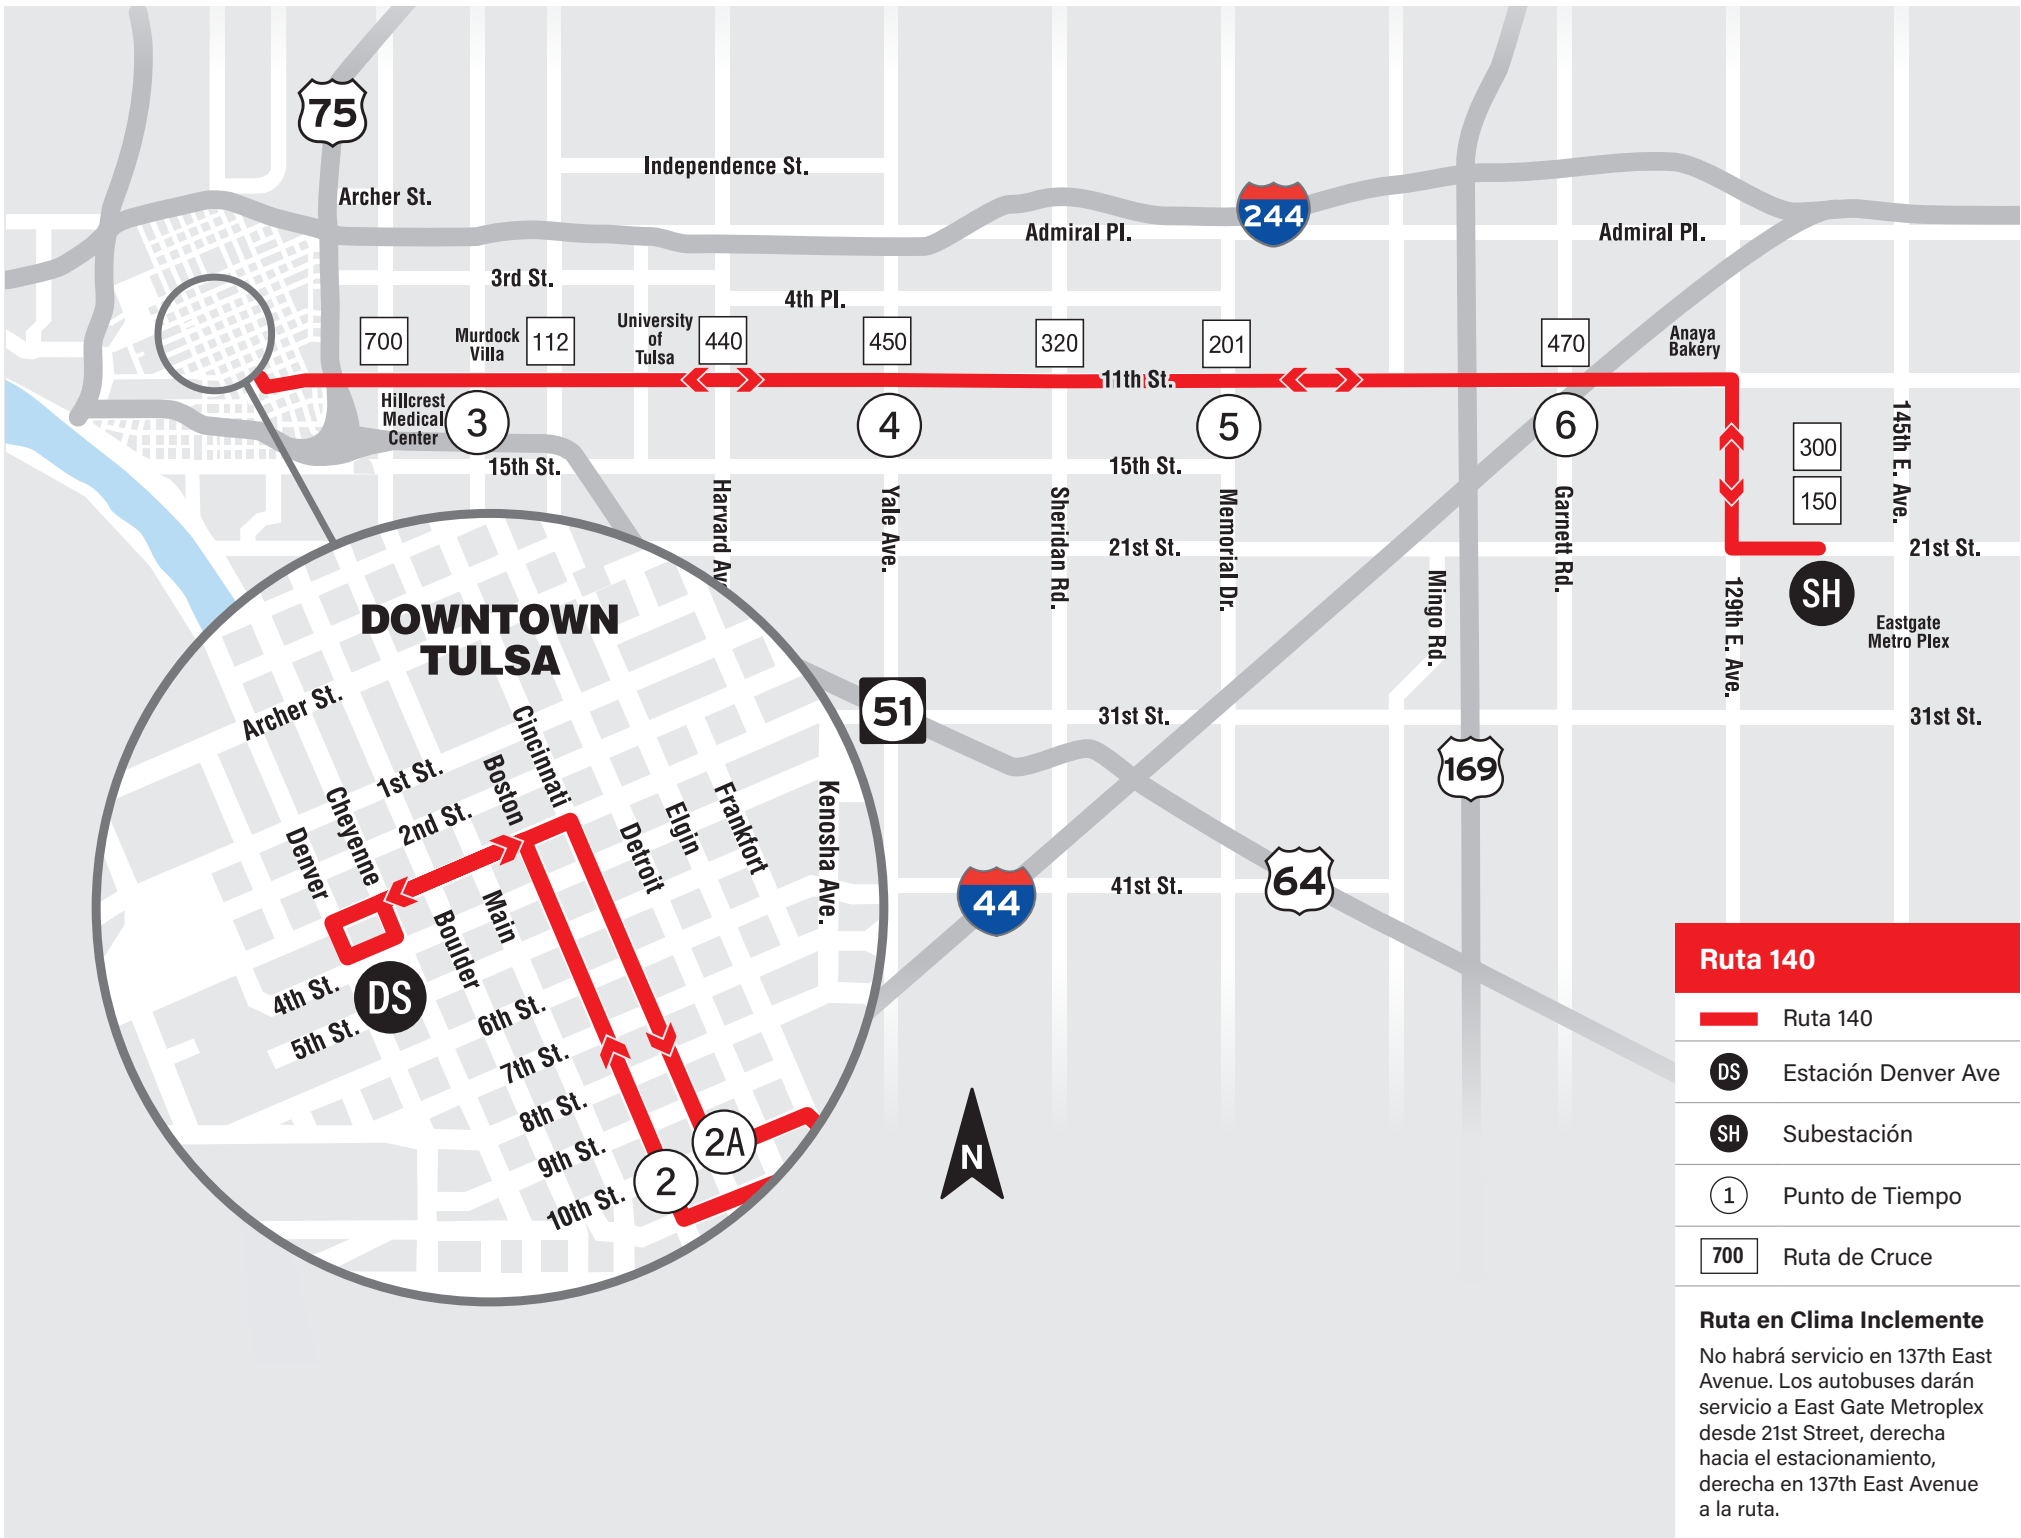 75
Independence St.
Archer St.
244
Admiral Pl.
Admiral Pl.
3rd St.
4th Pl.
700
Murdock
Villa
112
University
of
Tulsa
440
450
320
201
470
Anaya
Bakery
11th St.
Hillcrest
Medical
Center
3
4
5
6
15th St.
15th St.
300
150
145th E. Ave.
Harvard Av
Yale Ave.
Sheridan Rd.
Memorial Dr.
Garnett Rd.
21st St.
21st St.
Mingo Rd.
129th E. Ave.
SH
Eastgate
Metro Plex
51
31st St.
31st St.
169
41st St.
64
44
DOWNTOWN
TULSA
Archer St.
Cincinnati
1st St.
Boston
Cheyenne
2nd St.
Denver
Detroit
Elgin
Frankfort
Kenosha Ave.
Main
Boulder
4th St.
DS
5th St.
6th St.
7th St.
8th St.
9th St.
10th St.
2A
2
N
Ruta 140
Ruta 140
DS Estación Denver Ave
SH Subestación
1 Punto de Tiempo
700 Ruta de Cruce
Ruta en Clima Inclemente
No habrá servicio en 137th East
Avenue. Los autobuses darán
servicio a East Gate Metroplex
desde 21st Street, derecha
hacia el estacionamiento,
derecha en 137th East Avenue
a la ruta.